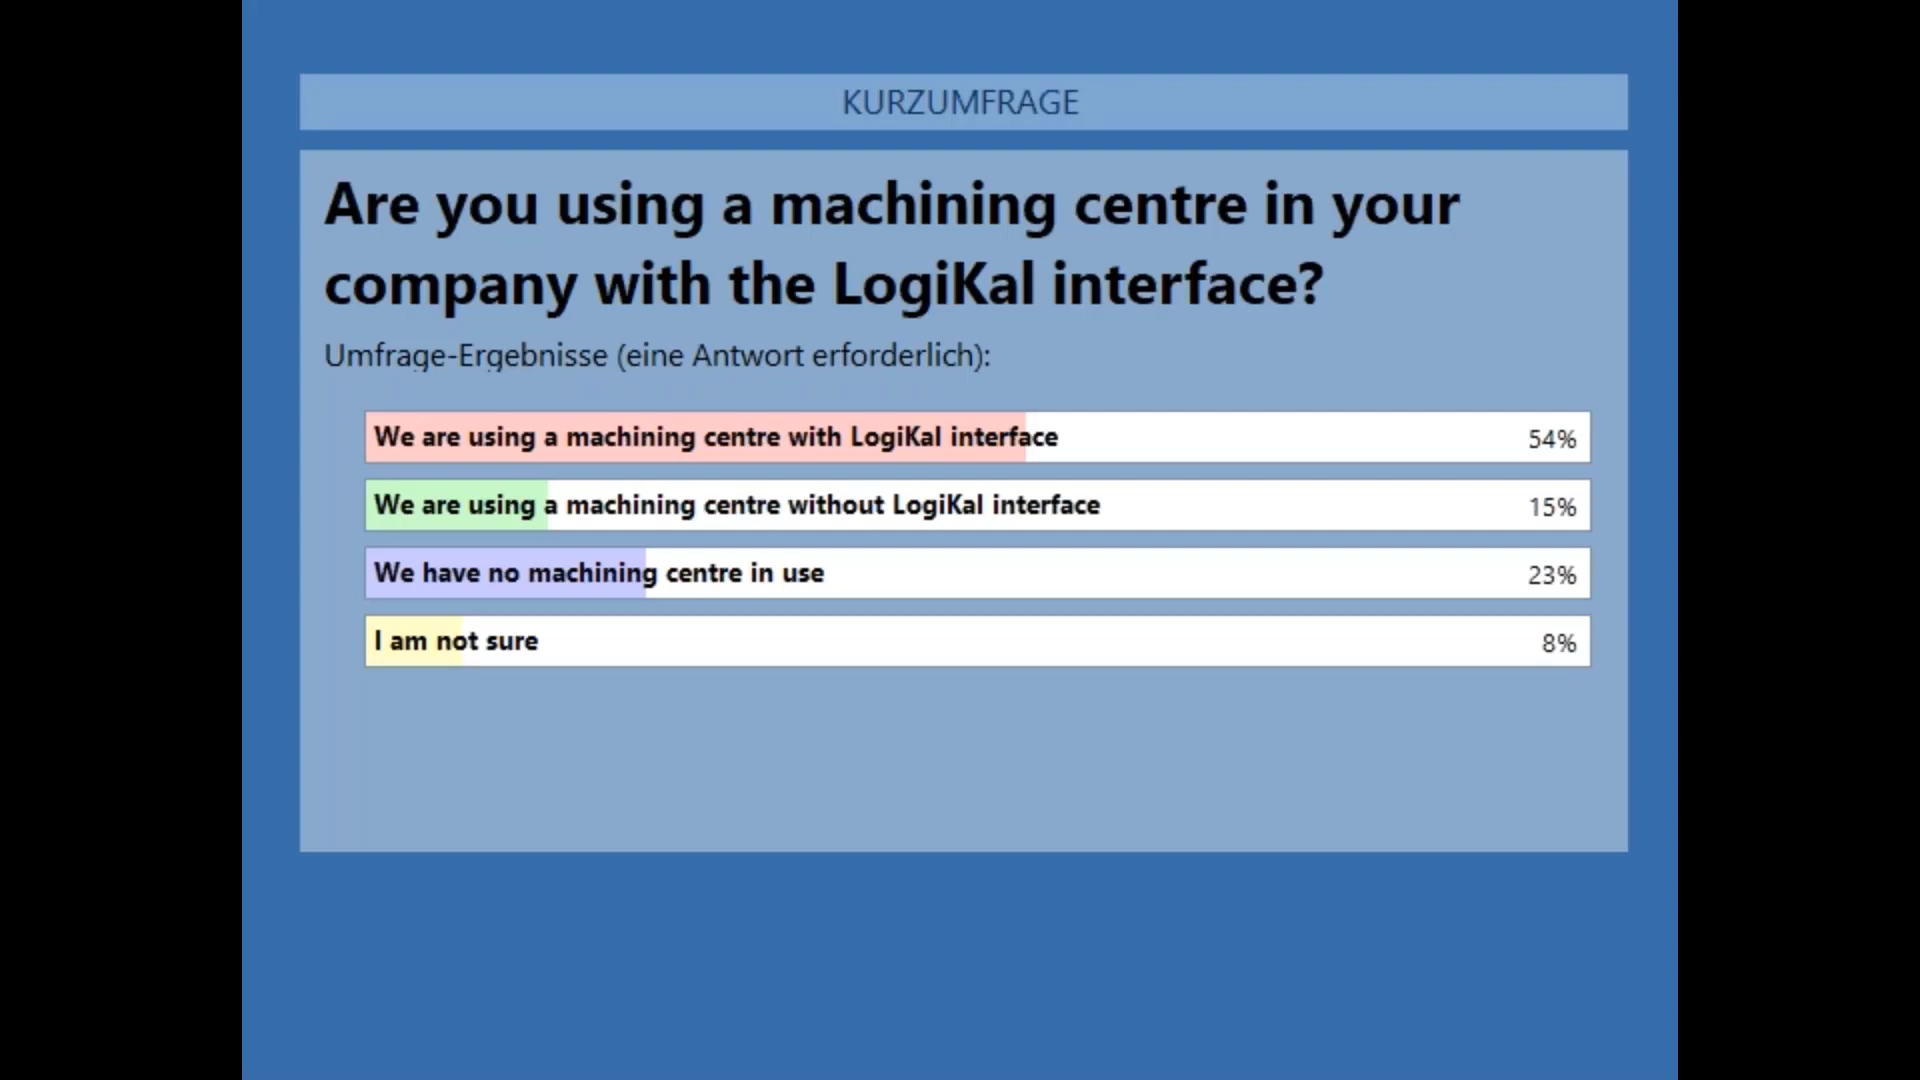 KURZUMFRAGE
Are you using a machining centre in your
company with the LogiKal interface?
Umfrage-Ergebnisse (eine Antwort erforderlich):
We are using a machining centre with LogiKal interface 54%
We are using a machining centre without LogiKal interface 15%
We have no machining centre in use 23%
I am not sure 8%